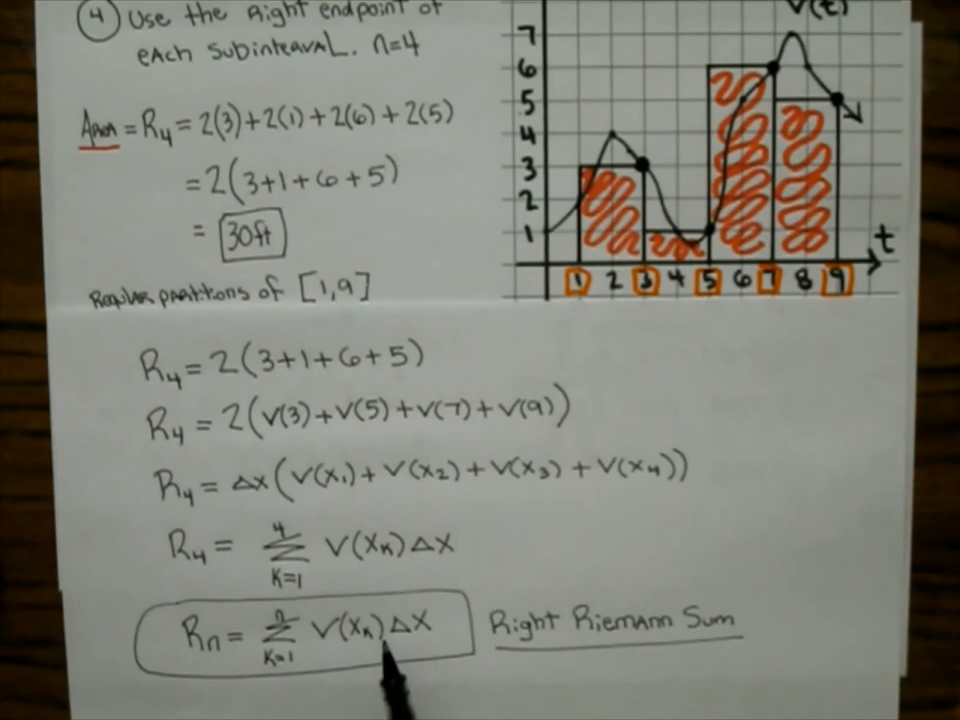 4 Use the Right endpoint of
EACH SUBINTERVAL. n=4
Area = R₄ = 2(3)+2(1)+2(6)+2(5)
= 2(3+1+6+5)
= 30ft
Regular partitions of [1,9]
R₄ = 2(3+1+6+5)
R₄ = 2(V(3)+V(5)+V(7)+V(9))
R₄ = Δx(V(x₁)+V(x₂)+V(x₃)+V(x₄))
R₄ = 4
Σ V(xₖ)Δx
K=1
Rₙ = n
Σ V(xₖ)Δx
K=1
Right Riemann Sum
V(t)
7
6
5
4
3
2
1
t
1 2 3 4 5 6 7 8 9